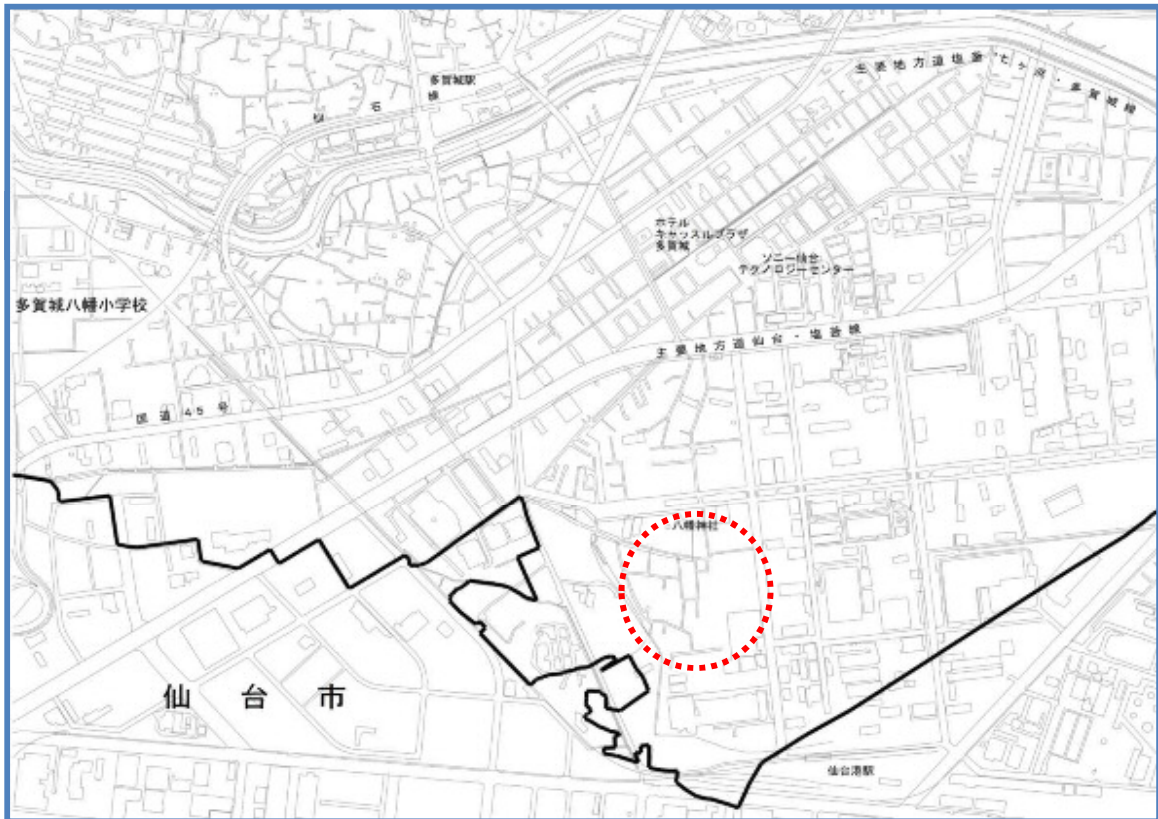 主要地方道塩釜・七ヶ浜・多賀城線
多賀城駅
仙石線
ホテル
キャッスルプラザ
多賀城
ソニー仙台
テクノロジーセンター
多賀城八幡小学校
主要地方道仙台・塩釜線
国道45号
八幡神社
仙台市
仙台港駅